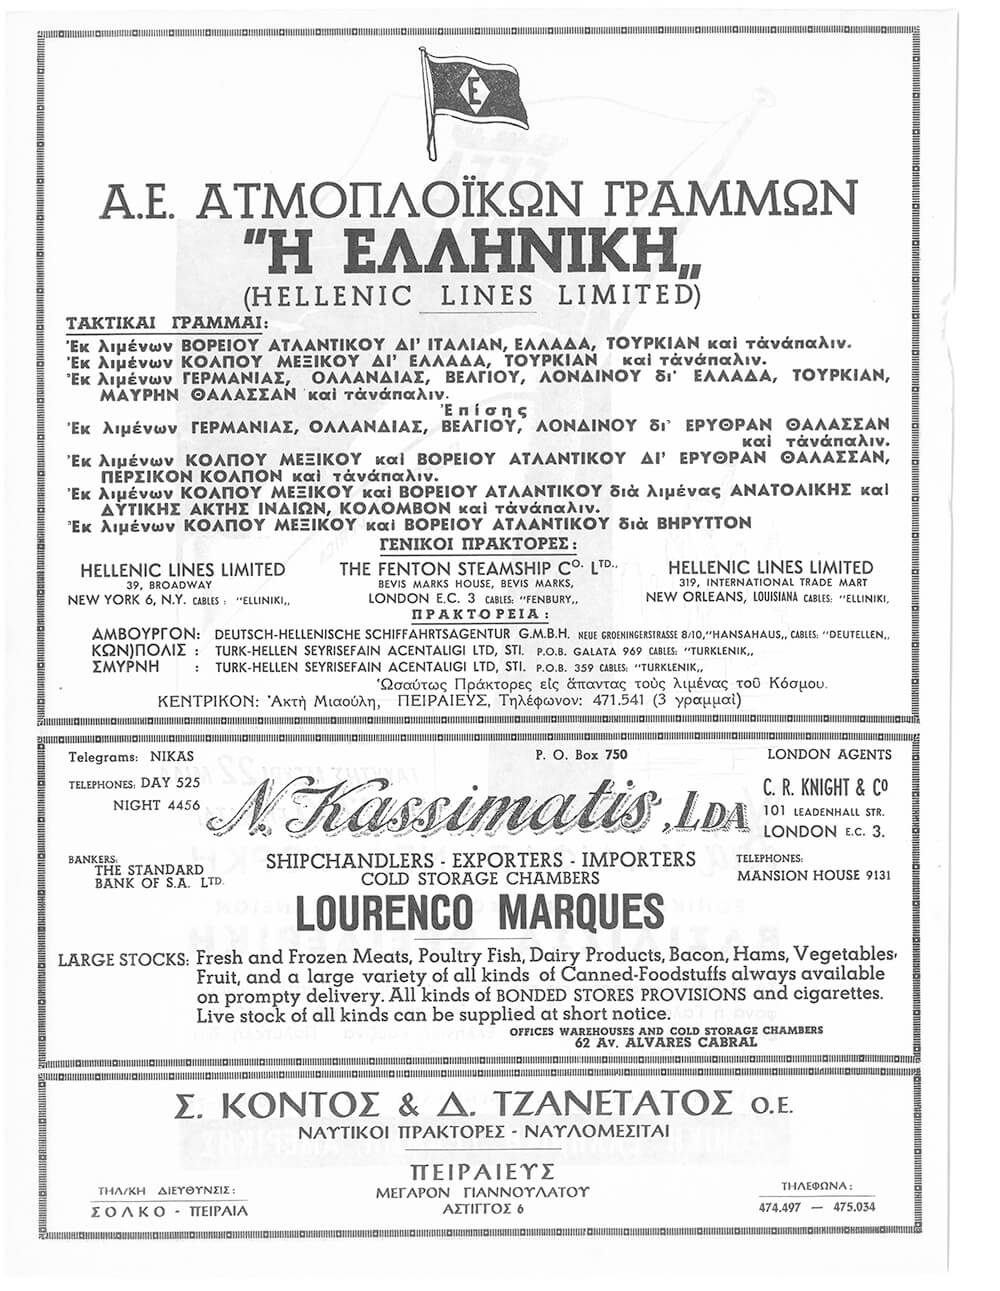 E
Α.Ε. ΑΤΜΟΠΛΟΪΚΩΝ ΓΡΑΜΜΩΝ
"Η ΕΛΛΗΝΙΚΗ„
(HELLENIC LINES LIMITED)
ΤΑΚΤΙΚΑΙ ΓΡΑΜΜΑΙ:
Ἐκ λιμένων ΒΟΡΕΙΟΥ ΑΤΛΑΝΤΙΚΟΥ ΔΙ' ΙΤΑΛΙΑΝ, ΕΛΛΑΔΑ, ΤΟΥΡΚΙΑΝ καὶ τἀνάπαλιν.
Ἐκ λιμένων ΚΟΛΠΟΥ ΜΕΞΙΚΟΥ ΔΙ' ΕΛΛΑΔΑ, ΤΟΥΡΚΙΑΝ καὶ τἀνάπαλιν.
Ἐκ λιμένων ΓΕΡΜΑΝΙΑΣ, ΟΛΛΑΝΔΙΑΣ, ΒΕΛΓΙΟΥ, ΛΟΝΔΙΝΟΥ δι' ΕΛΛΑΔΑ, ΤΟΥΡΚΙΑΝ,
ΜΑΥΡΗΝ ΘΑΛΑΣΣΑΝ καὶ τἀνάπαλιν.
Ἐπίσης
Ἐκ λιμένων ΓΕΡΜΑΝΙΑΣ, ΟΛΛΑΝΔΙΑΣ, ΒΕΛΓΙΟΥ, ΛΟΝΔΙΝΟΥ δι' ΕΡΥΘΡΑΝ ΘΑΛΑΣΣΑΝ
καὶ τἀνάπαλιν.
Ἐκ λιμένων ΚΟΛΠΟΥ ΜΕΞΙΚΟΥ καὶ ΒΟΡΕΙΟΥ ΑΤΛΑΝΤΙΚΟΥ ΔΙ' ΕΡΥΘΡΑΝ ΘΑΛΑΣΣΑΝ,
ΠΕΡΣΙΚΟΝ ΚΟΛΠΟΝ καὶ τἀνάπαλιν.
Ἐκ λιμένων ΚΟΛΠΟΥ ΜΕΞΙΚΟΥ καὶ ΒΟΡΕΙΟΥ ΑΤΛΑΝΤΙΚΟΥ διὰ λιμένας ΑΝΑΤΟΛΙΚΗΣ καὶ
ΔΥΤΙΚΗΣ ΑΚΤΗΣ ΙΝΔΙΩΝ, ΚΟΛΟΜΒΟΝ καὶ τἀνάπαλιν.
Ἐκ λιμένων ΚΟΛΠΟΥ ΜΕΞΙΚΟΥ καὶ ΒΟΡΕΙΟΥ ΑΤΛΑΝΤΙΚΟΥ διὰ ΒΗΡΥΤΤΟΝ
ΓΕΝΙΚΟΙ ΠΡΑΚΤΟΡΕΣ:
HELLENIC LINES LIMITED
39, BROADWAY
NEW YORK 6, N.Y. CABLES: "ELLINIKI„
THE FENTON STEAMSHIP CO. LTD.,
BEVIS MARKS HOUSE, BEVIS MARKS,
LONDON E.C. 3 CABLES: "FENBURY„
HELLENIC LINES LIMITED
319, INTERNATIONAL TRADE MART
NEW ORLEANS, LOUISIANA CABLES: "ELLINIKI,
ΠΡΑΚΤΟΡΕΙΑ:
ΑΜΒΟΥΡΓΟΝ: DEUTSCH-HELLENISCHE SCHIFFAHRTSAGENTUR G.M.B.H. NEUE GROENINGERSTRASSE 8/10, "HANSAHAUS„ CABLES: "DEUTELLEN„
ΚΩΝ)ΠΟΛΙΣ : TURK-HELLEN SEYRISEFAIN ACENTALIGI LTD, STI. P.O.B. GALATA 969 CABLES: "TURKLENIK„
ΣΜΥΡΝΗ : TURK-HELLEN SEYRISEFAIN ACENTALIGI LTD, STI. P.O.B. 359 CABLES: "TURKLENIK„
Ὡσαύτως Πράκτορες εἰς ἅπαντας τοὺς λιμένας τοῦ Κόσμου.
ΚΕΝΤΡΙΚΟΝ: Ἀκτὴ Μιαούλη, ΠΕΙΡΑΙΕΥΣ, Τηλέφωνον: 471.541 (3 γραμμαὶ)
Telegrams: NIKAS
P. O. Box 750
LONDON AGENTS
TELEPHONES: DAY 525
NIGHT 4456
N. Kassimatis, LDA
C. R. KNIGHT & CO
101 LEADENHALL STR.
LONDON E.C. 3.
BANKERS:
THE STANDARD
BANK OF S.A. LTD.
SHIPCHANDLERS - EXPORTERS - IMPORTERS
COLD STORAGE CHAMBERS
TELEPHONES:
MANSION HOUSE 9131
LOURENCO MARQUES
LARGE STOCKS: Fresh and Frozen Meats, Poultry Fish, Dairy Products, Bacon, Hams, Vegetables,
Fruit, and a large variety of all kinds of Canned-Foodstuffs always available
on prompty delivery. All kinds of BONDED STORES PROVISIONS and cigarettes.
Live stock of all kinds can be supplied at short notice.
OFFICES WAREHOUSES AND COLD STORAGE CHAMBERS
62 Av. ALVARES CABRAL
Σ. ΚΟΝΤΟΣ & Δ. ΤΖΑΝΕΤΑΤΟΣ Ο.Ε.
ΝΑΥΤΙΚΟΙ ΠΡΑΚΤΟΡΕΣ - ΝΑΥΛΟΜΕΣΙΤΑΙ
ΠΕΙΡΑΙΕΥΣ
ΜΕΓΑΡΟΝ ΓΙΑΝΝΟΥΛΑΤΟΥ
ΑΣΤΙΓΓΟΣ 6
ΤΗΛ/ΚΗ ΔΙΕΥΘΥΝΣΙΣ:
ΣΟΛΚΟ - ΠΕΙΡΑΙΑ
ΤΗΛΕΦΩΝΑ:
474.497 — 475.034